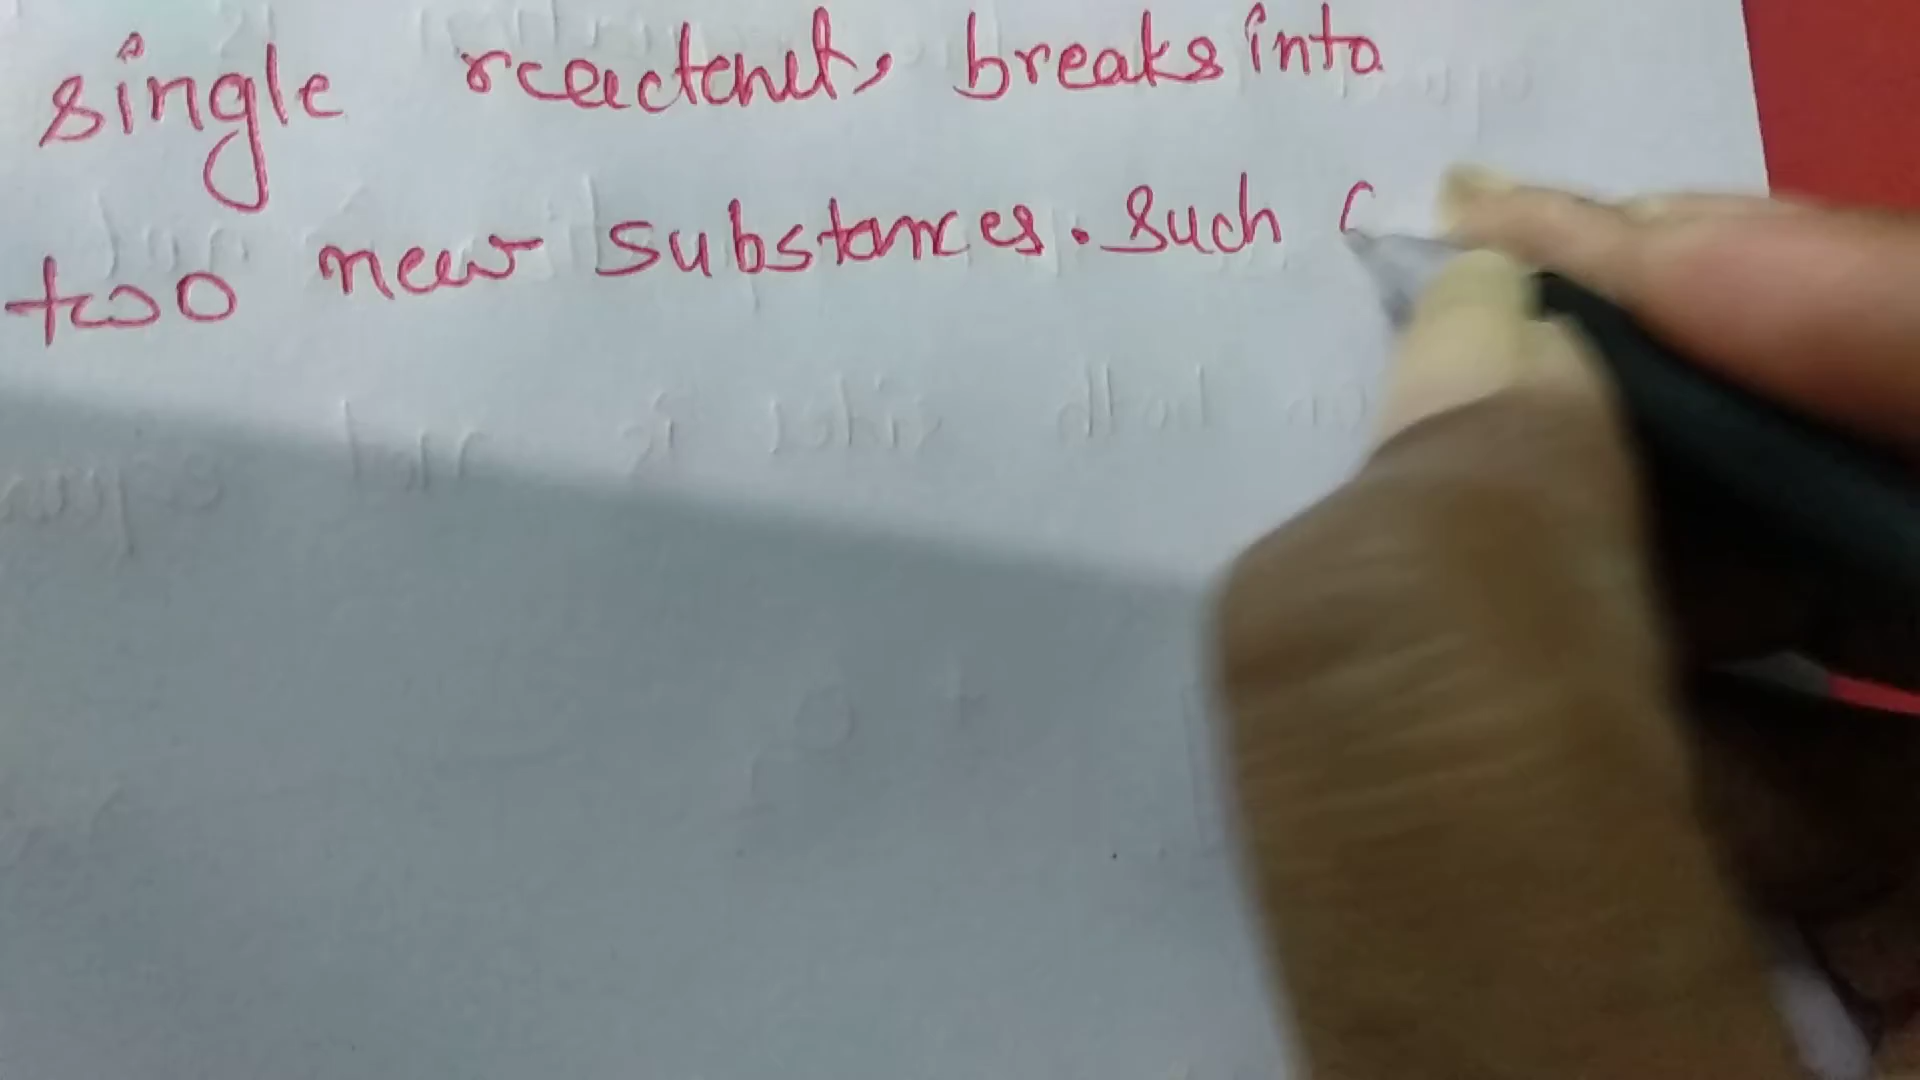 single reactant, breaks into
two new substances. Such